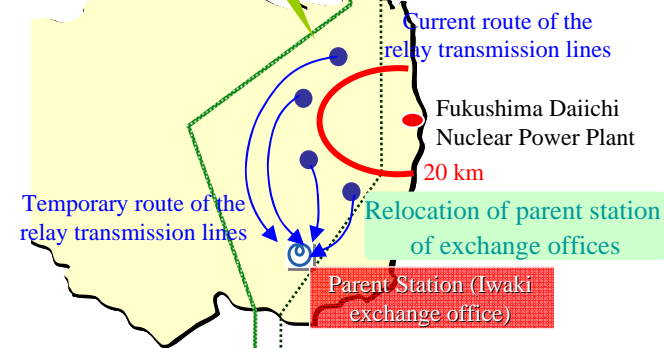 Current route of the
relay transmission lines
Fukushima Daiichi
Nuclear Power Plant
20 km
Temporary route of the
relay transmission lines
Relocation of parent station
of exchange offices
Parent Station (Iwaki
exchange office)